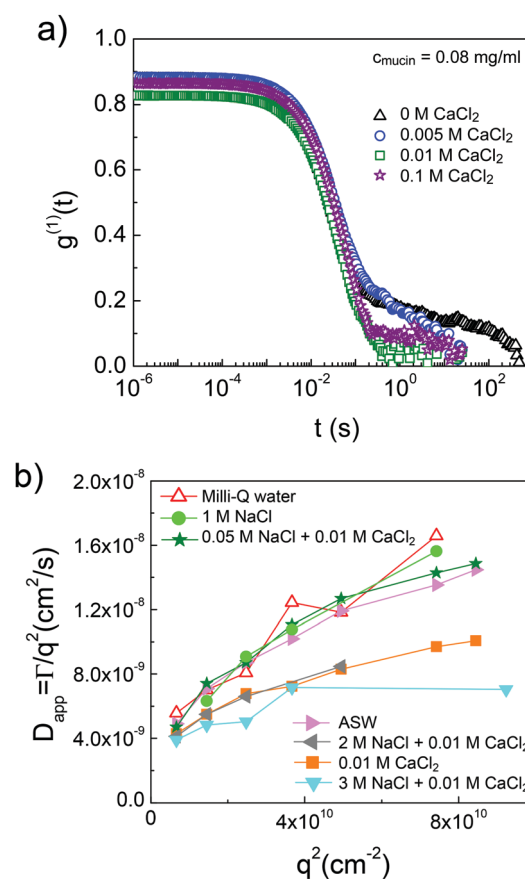 a)
c mucin = 0.08 mg/ml
0 M CaCl2
0.005 M CaCl2
0.01 M CaCl2
0.1 M CaCl2
g(1)(t)
1.0
0.8
0.6
0.4
0.2
0.0
10-6 10-4 10-2 100 102
t (s)
b)
2.0x10-8
1.6x10-8
1.2x10-8
8.0x10-9
4.0x10-9
0.0
Dapp=Γ/q2(cm2/s)
Milli-Q water
1 M NaCl
0.05 M NaCl + 0.01 M CaCl2
ASW
2 M NaCl + 0.01 M CaCl2
0.01 M CaCl2
3 M NaCl + 0.01 M CaCl2
0 4x1010 8x1010
q2(cm-2)